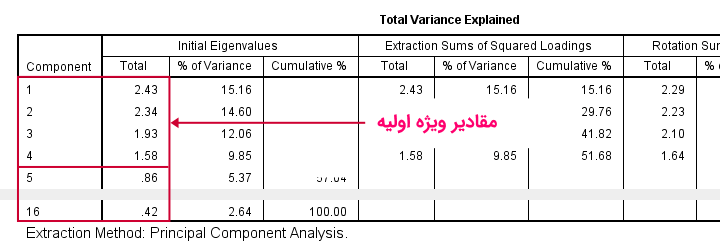 Total Variance Explained
Initial Eigenvalues Extraction Sums of Squared Loadings Rotation Sum
Component Total % of Variance Cumulative % Total % of Variance Cumulative % Total %
1 2.43 15.16 2.43 15.16 15.16 2.29
2 2.34 14.60 29.76 2.23
3 1.93 12.06 41.82 2.10
مقادیر ویژه اولیه
4 1.58 9.85 1.58 9.85 51.68 1.64
5 .86 5.37
16 .42 2.64 100.00
Extraction Method: Principal Component Analysis.